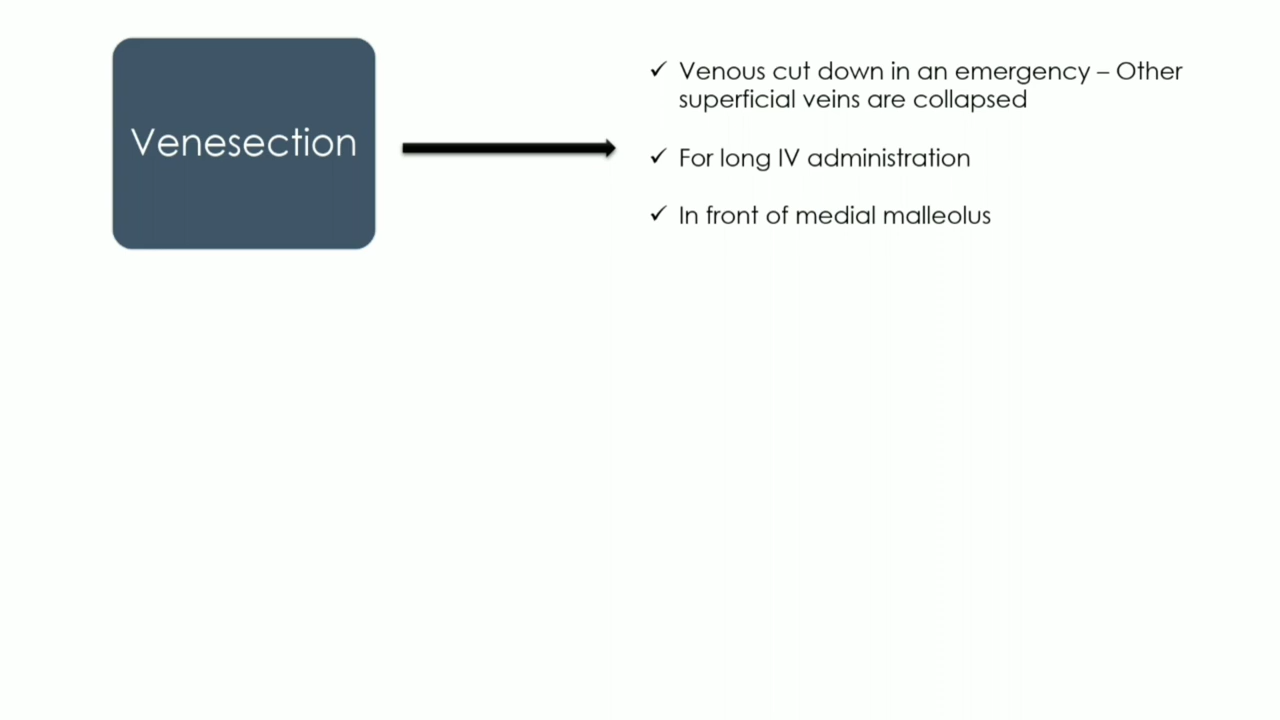 Venesection
✓ Venous cut down in an emergency – Other
superficial veins are collapsed
✓ For long IV administration
✓ In front of medial malleolus